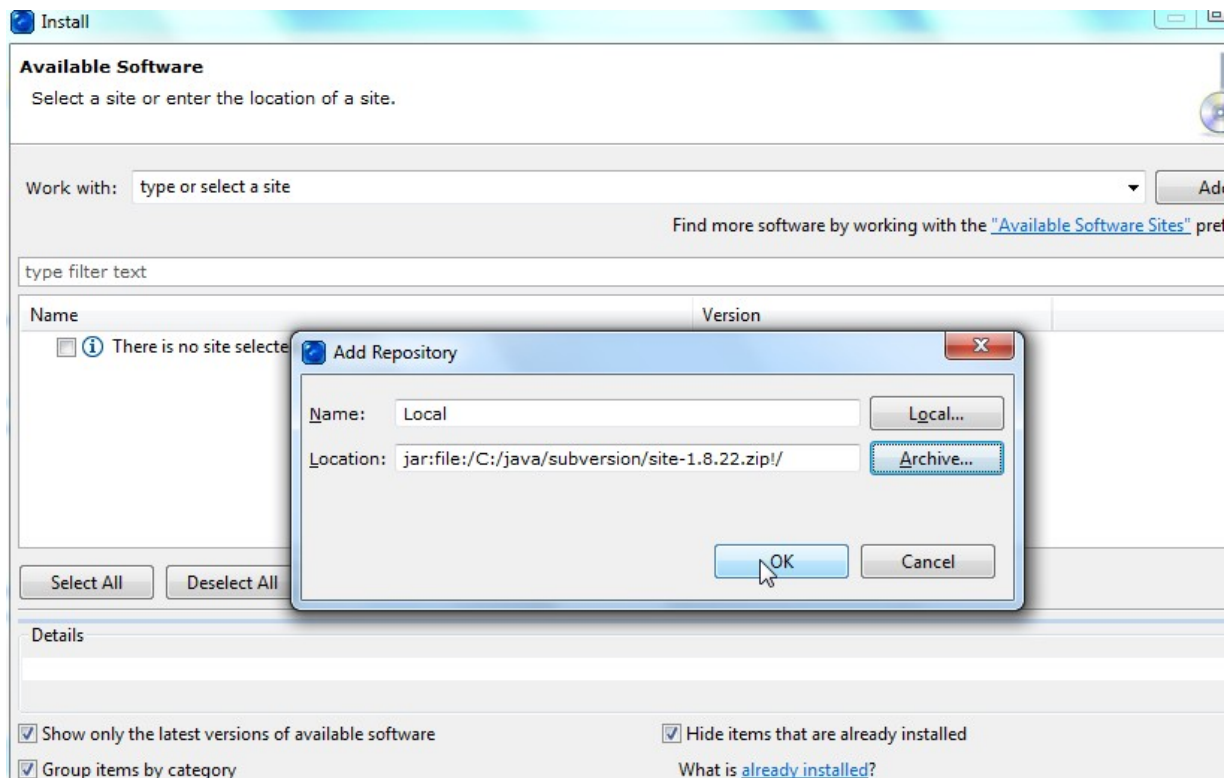 Install
Available Software
Select a site or enter the location of a site.
Work with: type or select a site
Find more software by working with the "Available Software Sites"
type filter text
Name Version
There is no site
Add Repository
Name: Local Local...
Location: jar:file:/C:/java/subversion/site-1.8.22.zip!/ Archive...
OK Cancel
Select All Deselect All
Details
Show only the latest versions of available software Hide items that are already installed
Group items by category What is already installed?